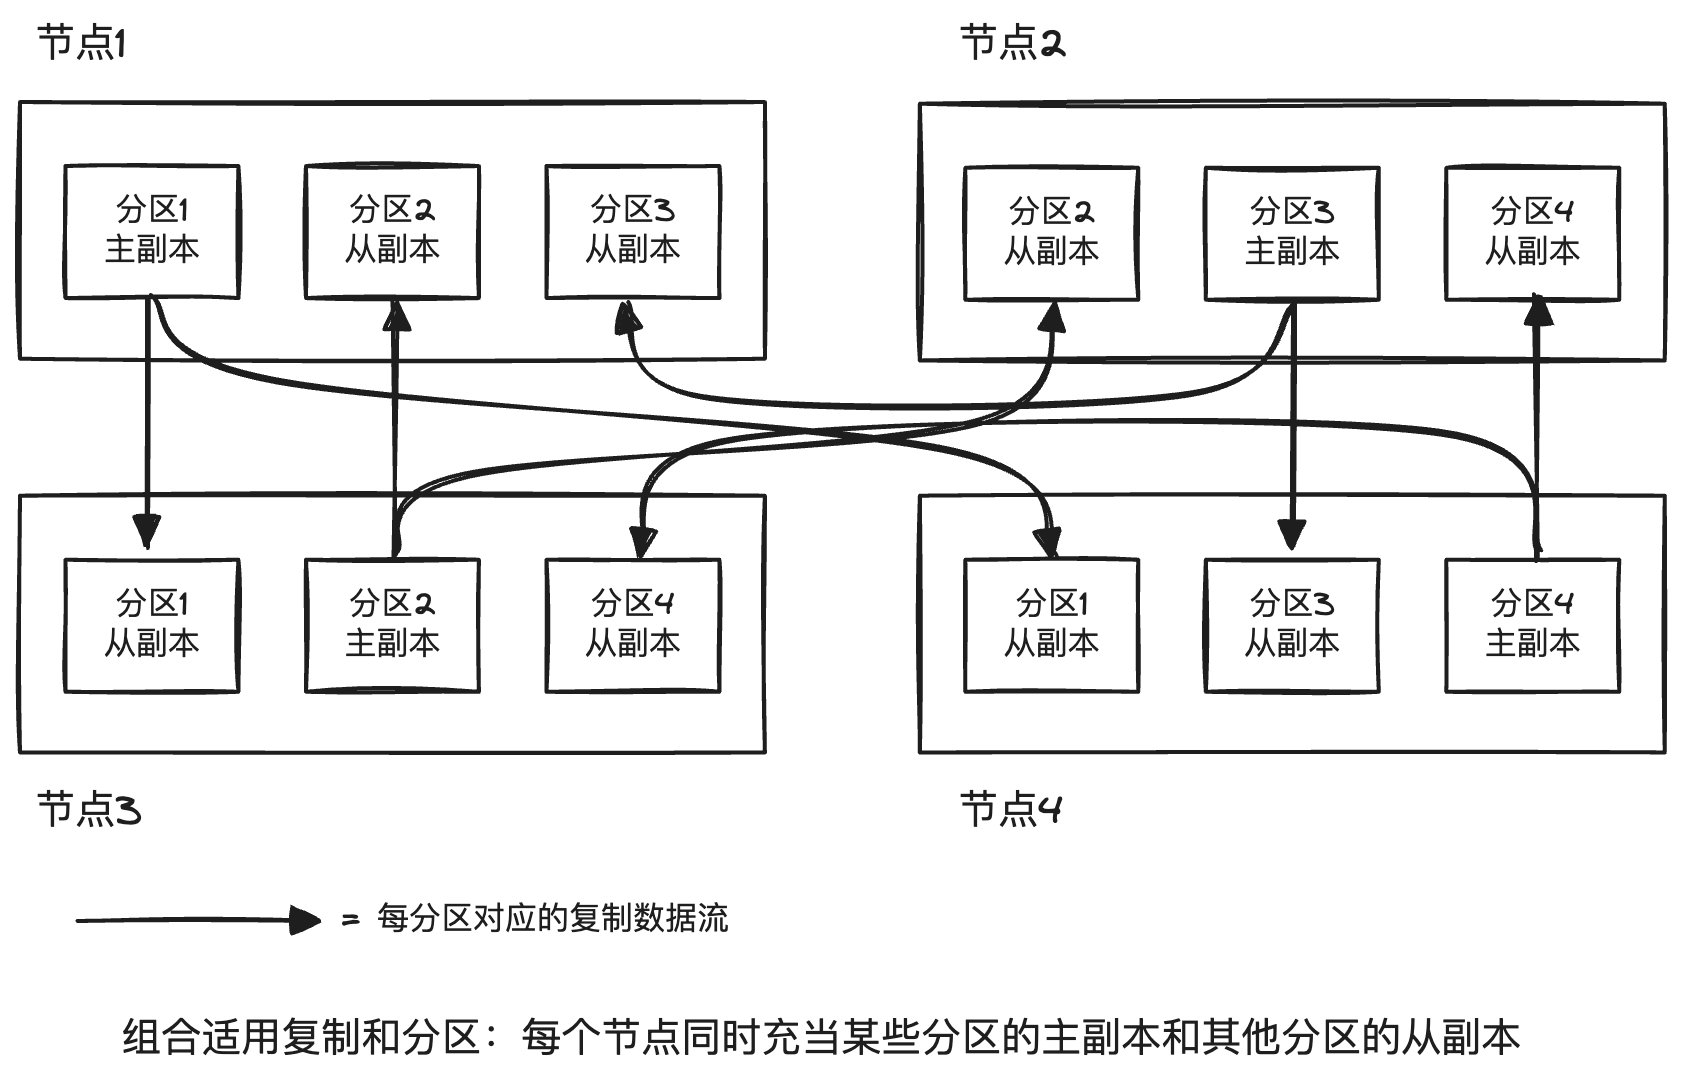 节点1
节点2
分区1
主副本
分区2
从副本
分区3
从副本
分区2
从副本
分区3
主副本
分区4
从副本
分区1
从副本
分区2
主副本
分区4
从副本
分区1
从副本
分区3
从副本
分区4
主副本
节点3
节点4
= 每分区对应的复制数据流
组合适用复制和分区：每个节点同时充当某些分区的主副本和其他分区的从副本